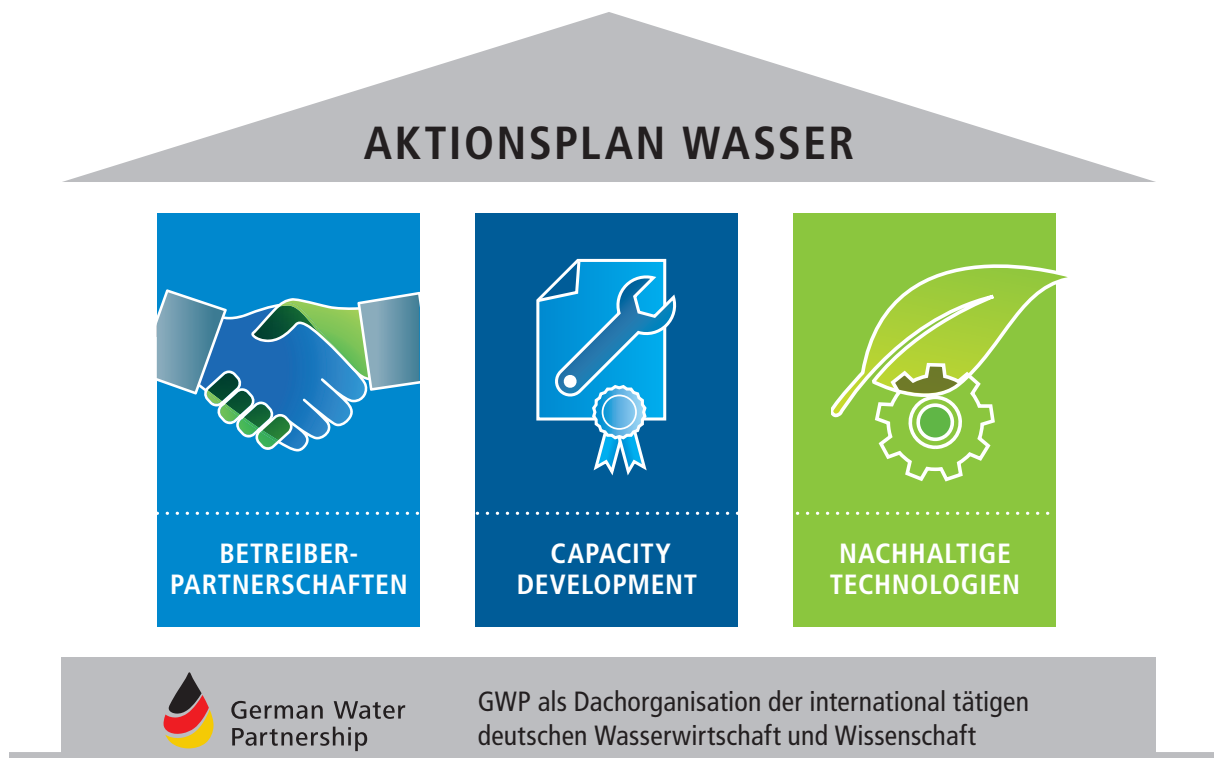 AKTIONSPLAN WASSER
BETREIBER-
PARTNERSCHAFTEN
CAPACITY
DEVELOPMENT
NACHHALTIGE
TECHNOLOGIEN
German Water
Partnership
GWP als Dachorganisation der international tätigen
deutschen Wasserwirtschaft und Wissenschaft